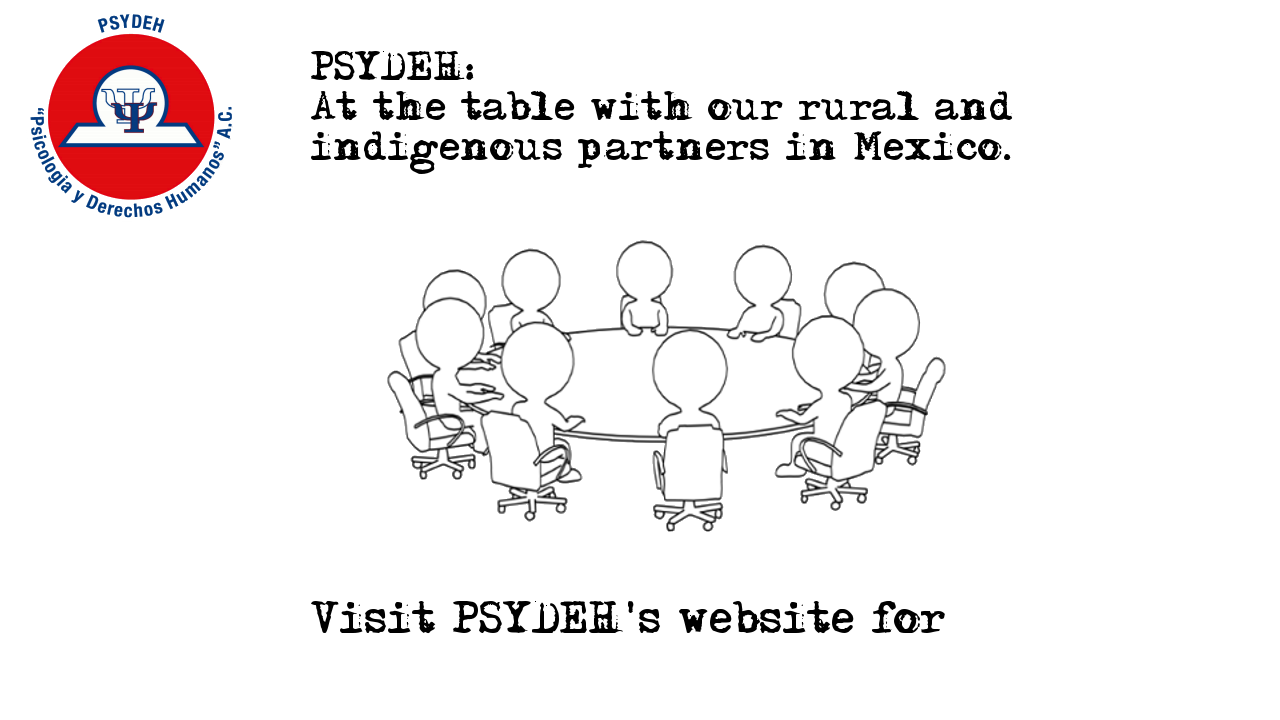 PSYDEH
"Psicología y Derechos Humanos" A.C.
PSYDEH:
At the table with our rural and
indigenous partners in Mexico.
Visit PSYDEH's website for